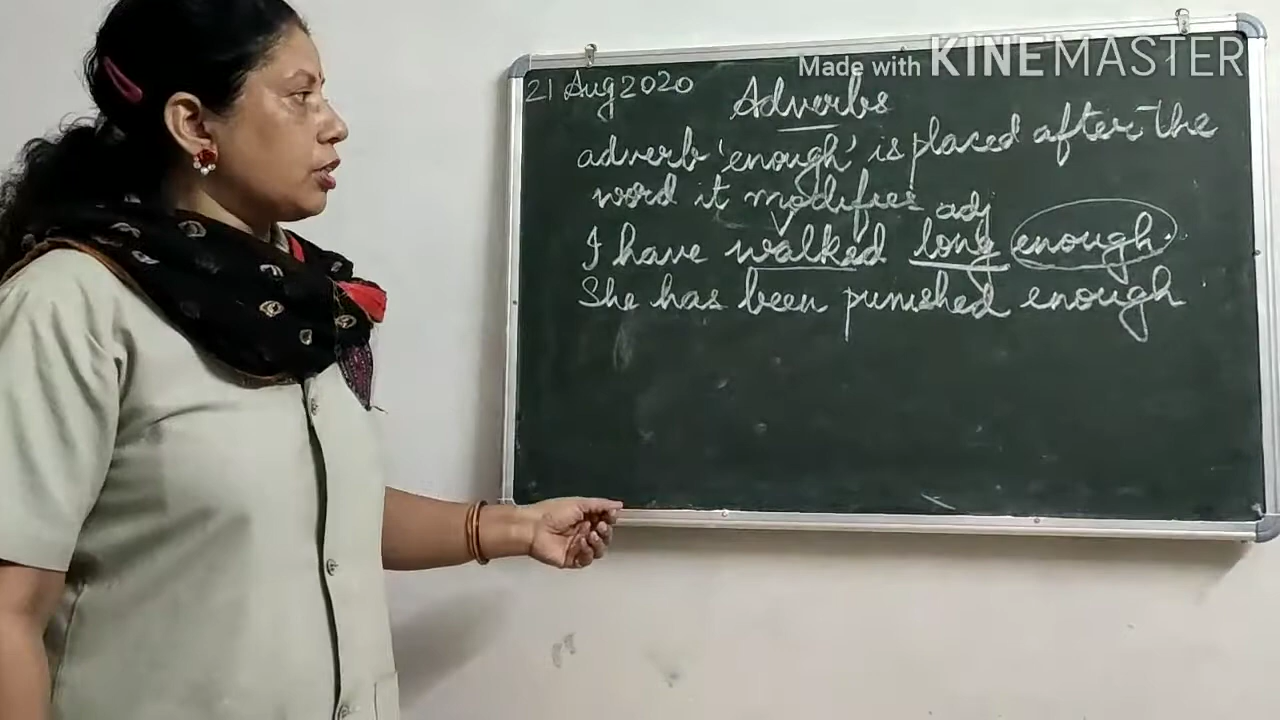 Made with KINEMASTER
21 Aug 2020
Adverbs
adverb 'enough' is placed after the
word it modifies
V adj
I have walked long enough.
She has been punished enough